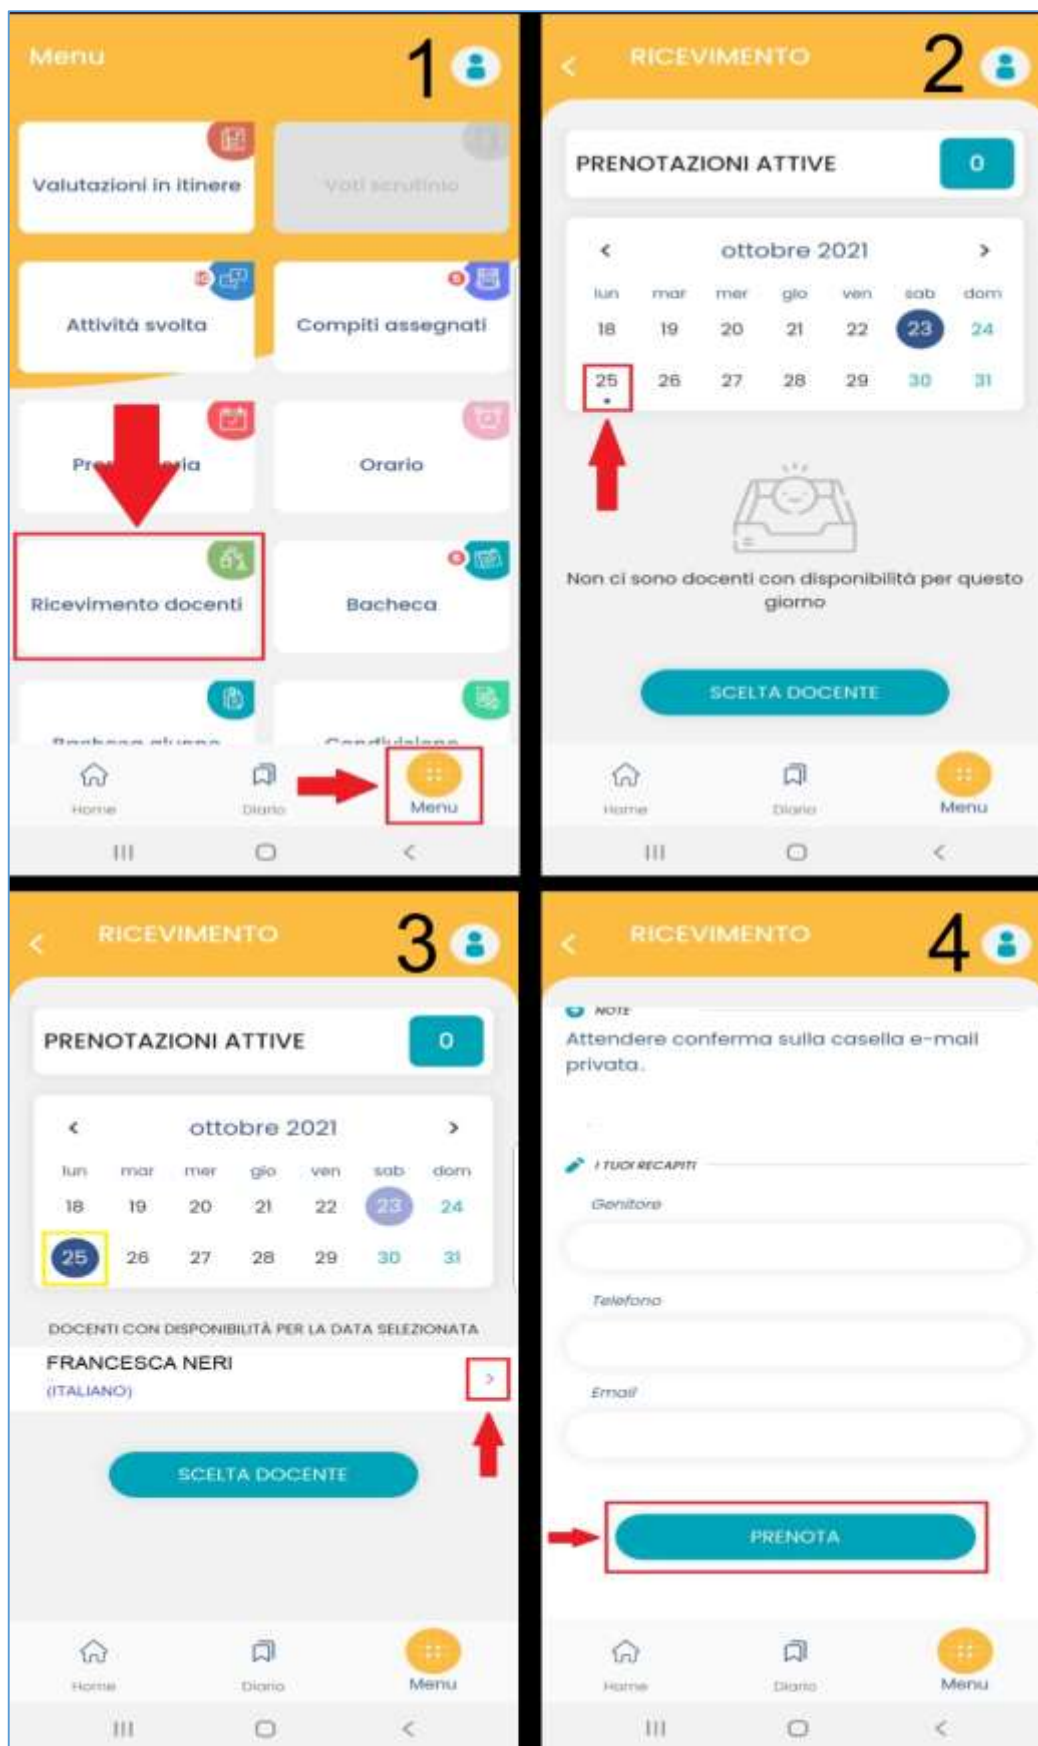 Menu
1
Valutazioni in itinere
Voti scrutinio
Attività svolta
Compiti assegnati
Orario
Ricevimento docenti
Bacheca
Home
Diario
Menu
RICEVIMENTO
2
PRENOTAZIONI ATTIVE
0
ottobre 2021
lun mar mer gio ven sab dom
18 19 20 21 22 23 24
25 26 27 28 29 30 31
Non ci sono docenti con disponibilità per questo
giorno
SCELTA DOCENTE
Home
Diario
Menu
RICEVIMENTO
3
PRENOTAZIONI ATTIVE
0
ottobre 2021
lun mar mer gio ven sab dom
18 19 20 21 22 23 24
25 26 27 28 29 30 31
DOCENTI CON DISPONIBILITÀ PER LA DATA SELEZIONATA
FRANCESCA NERI
(ITALIANO)
SCELTA DOCENTE
Home
Diario
Menu
RICEVIMENTO
4
NOTE
Attendere conferma sulla casella e-mail
privata.
I TUOI RECAPITI
Genitore
Telefono
Email
PRENOTA
Home
Diario
Menu